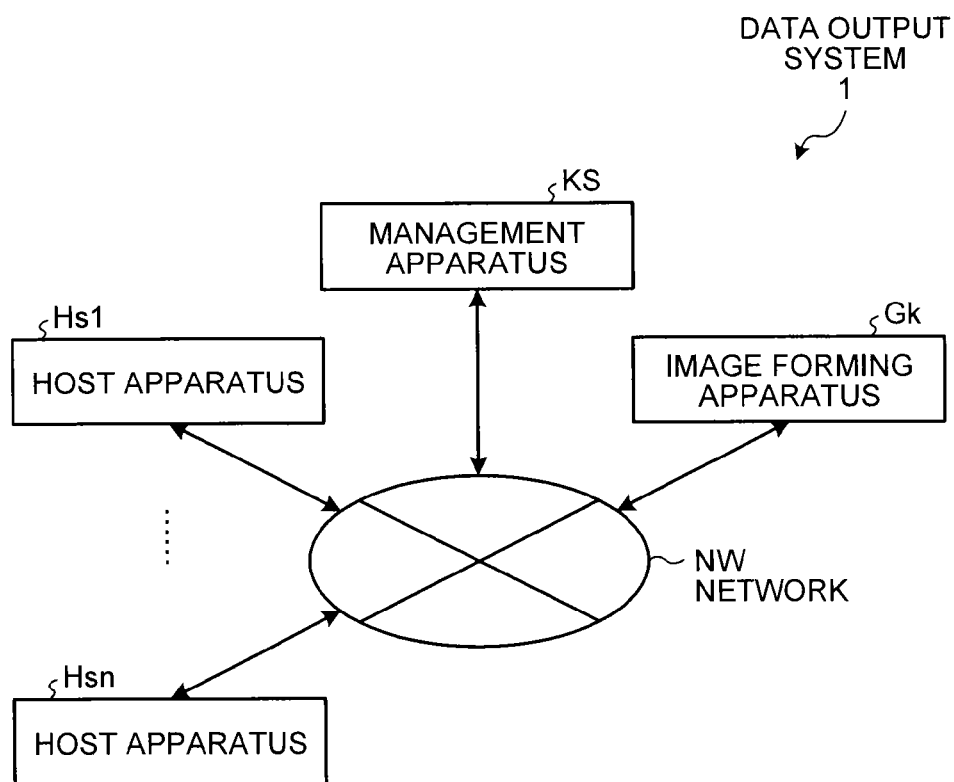 DATA OUTPUT
SYSTEM
1
KS
MANAGEMENT
APPARATUS
Hs1
HOST APPARATUS
Gk
IMAGE FORMING
APPARATUS
NW
NETWORK
Hsn
HOST APPARATUS